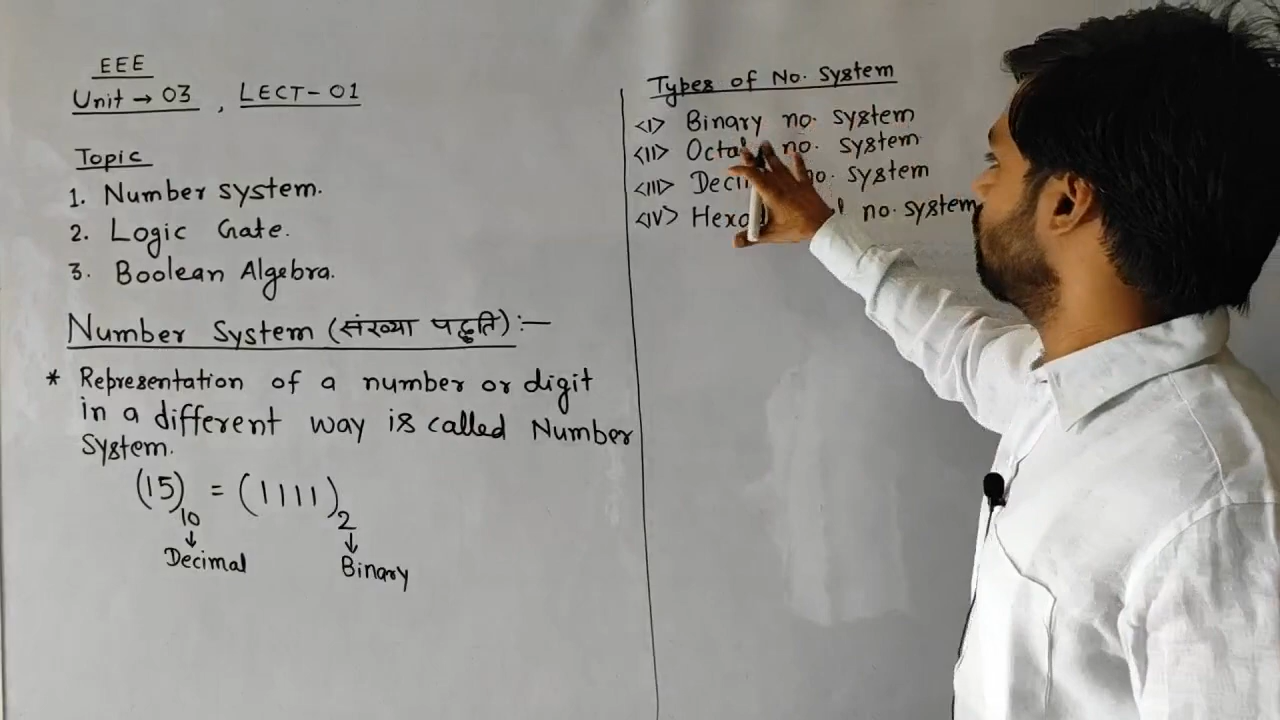 EEE
Unit → 03 , LECT-01
Topic
1. Number system.
2. Logic Gate.
3. Boolean Algebra.
Number System (संख्या पद्धति) :—
* Representation of a number or digit
in a different way is called Number
System.
(15)10 = (1111)2
↓ ↓
Decimal Binary
Types of No. System
<I> Binary no. system
<II> no. system
<III> no. system
<IV> no. system